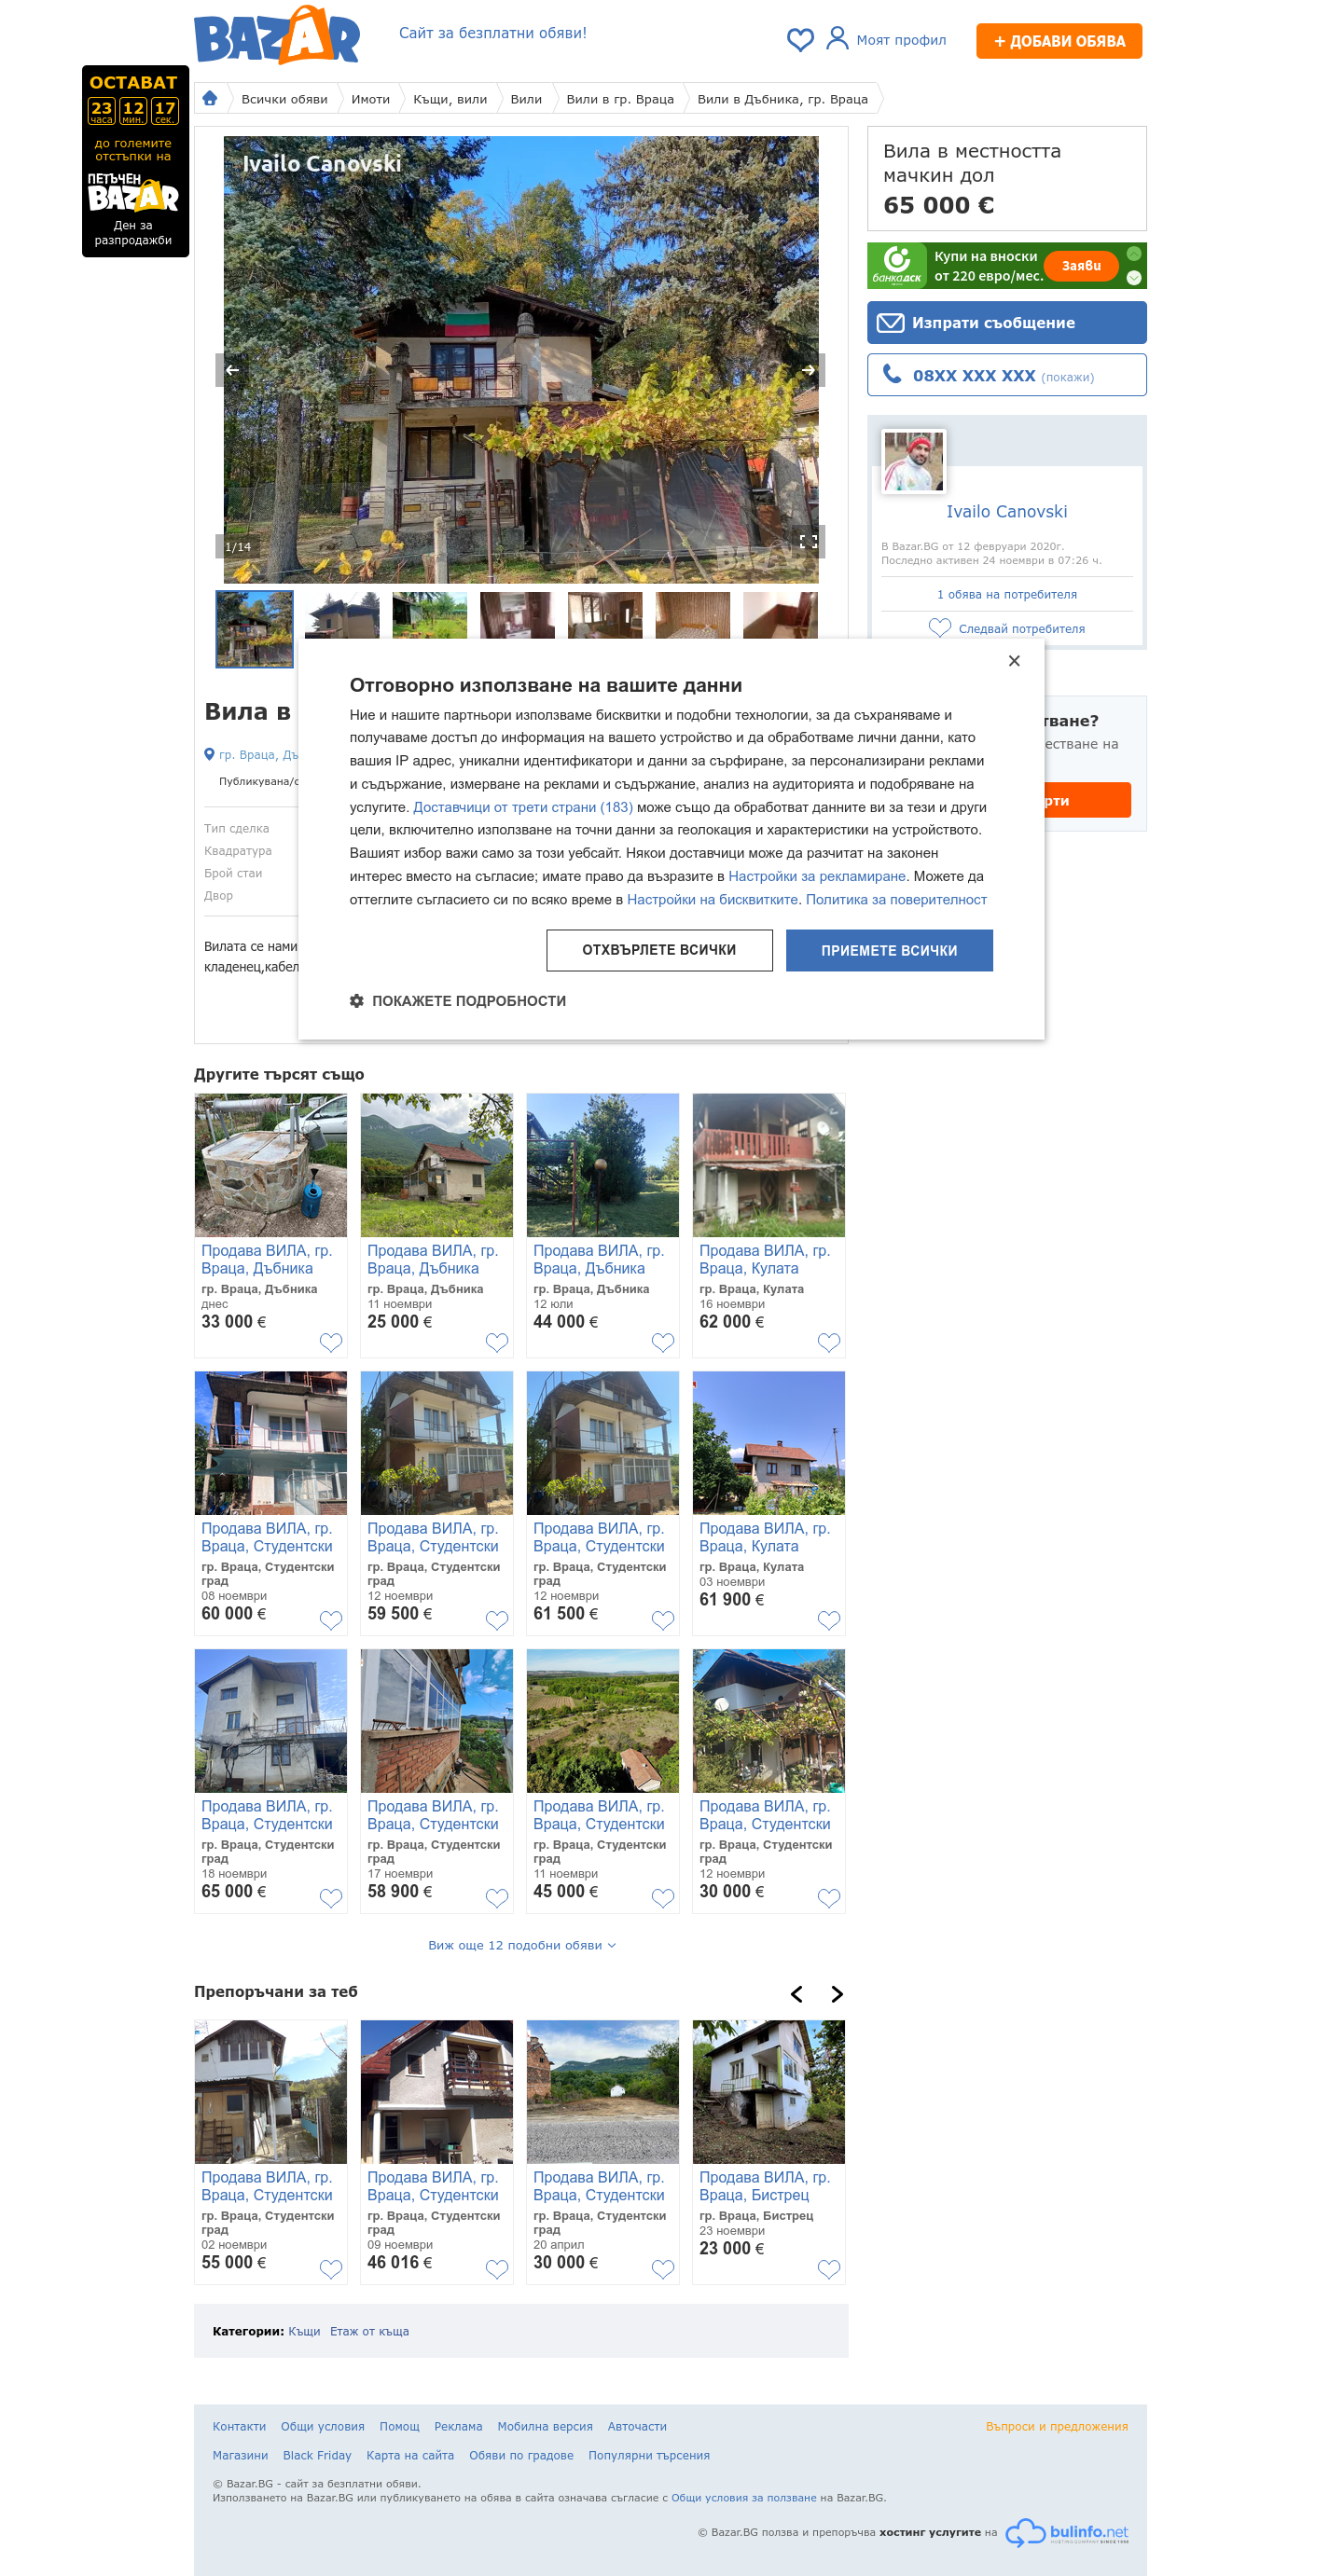 BAZAR
Сайт за безплатни обяви!
Моят профил
+ ДОБАВИ ОБЯВА
ОСТАВАТ
23 12 17
часа мин. сек.
до големите
отстъпки на
ПЕТЪЧЕН
BAZAR
Ден за
разпродажби
Всички обяви
Имоти
Къщи, вили
Вили
Вили в гр. Враца
Вили в Дъбника, гр. Враца
Ivailo Canovski
1/14
Вила в местността
мачкин дол
65 000 €
банка дск
Купи на вноски
от 220 евро/мес.
Заяви
Изпрати съобщение
08XX XXX XXX (покажи)
Ivailo Canovski
В Bazar.BG от 12 февруари 2020г.
Последно активен 24 ноември в 07:26 ч.
1 обява на потребителя
Следвай потребителя
Вила в
гр. Враца, Дъ
Тип сделка
Квадратура
Брой стаи
Двор
Вилата се нами
×
Отговорно използване на вашите данни
Ние и нашите партньори използваме бисквитки и подобни технологии, за да съхраняваме и
получаваме достъп до информация на вашето устройство и да обработваме лични данни, като
вашия IP адрес, уникални идентификатори и данни за сърфиране, за персонализирани реклами
и съдържание, измерване на реклами и съдържание, анализ на аудиторията и подобряване на
услугите. Доставчици от трети страни (183) може също да обработват данните ви за тези и други
цели, включително използване на точни данни за геолокация и характеристики на устройството.
Вашият избор важи само за този уебсайт. Някои доставчици може да разчитат на законен
интерес вместо на съгласие; имате право да възразите в Настройки за рекламиране. Можете да
оттеглите съгласието си по всяко време в Настройки на бисквитките. Политика за поверителност
ОТХВЪРЛЕТЕ ВСИЧКИ
ПРИЕМЕТЕ ВСИЧКИ
ПОКАЖЕТЕ ПОДРОБНОСТИ
Другите търсят също
Продава ВИЛА, гр.
Враца, Дъбника
гр. Враца, Дъбника
днес
33 000 €
Продава ВИЛА, гр.
Враца, Дъбника
гр. Враца, Дъбника
11 ноември
25 000 €
Продава ВИЛА, гр.
Враца, Дъбника
гр. Враца, Дъбника
12 юли
44 000 €
Продава ВИЛА, гр.
Враца, Кулата
гр. Враца, Кулата
16 ноември
62 000 €
Продава ВИЛА, гр.
Враца, Студентски
гр. Враца, Студентски
град
08 ноември
60 000 €
Продава ВИЛА, гр.
Враца, Студентски
гр. Враца, Студентски
град
12 ноември
59 500 €
Продава ВИЛА, гр.
Враца, Студентски
гр. Враца, Студентски
град
12 ноември
61 500 €
Продава ВИЛА, гр.
Враца, Кулата
гр. Враца, Кулата
03 ноември
61 900 €
Продава ВИЛА, гр.
Враца, Студентски
гр. Враца, Студентски
град
18 ноември
65 000 €
Продава ВИЛА, гр.
Враца, Студентски
гр. Враца, Студентски
град
17 ноември
58 900 €
Продава ВИЛА, гр.
Враца, Студентски
гр. Враца, Студентски
град
11 ноември
45 000 €
Продава ВИЛА, гр.
Враца, Студентски
гр. Враца, Студентски
град
12 ноември
30 000 €
Виж още 12 подобни обяви
Препоръчани за теб
Продава ВИЛА, гр.
Враца, Студентски
гр. Враца, Студентски
град
02 ноември
55 000 €
Продава ВИЛА, гр.
Враца, Студентски
гр. Враца, Студентски
град
09 ноември
46 016 €
Продава ВИЛА, гр.
Враца, Студентски
гр. Враца, Студентски
град
20 април
30 000 €
Продава ВИЛА, гр.
Враца, Бистрец
гр. Враца, Бистрец
23 ноември
23 000 €
Категории: Къщи Етаж от къща
Контакти Общи условия Помощ Реклама Мобилна версия Авточасти
Въпроси и предложения
Магазини Black Friday Карта на сайта Обяви по градове Популярни търсения
© Bazar.BG - сайт за безплатни обяви.
Използването на Bazar.BG или публикуването на обява в сайта означава съгласие с Общи условия за ползване на Bazar.BG.
© Bazar.BG ползва и препоръчва хостинг услугите на
bulinfo.net